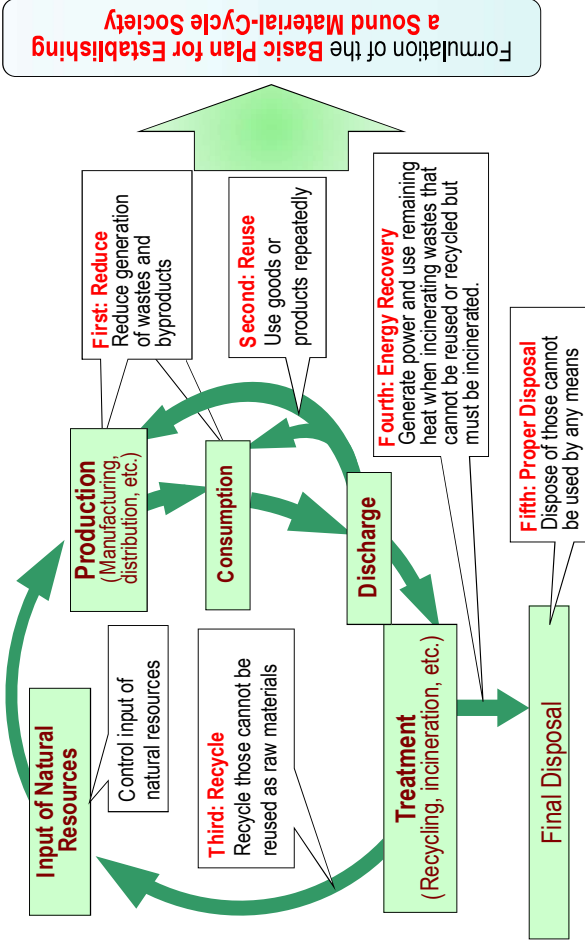 Input of Natural
Resources
Control input of
natural resources
Production
(Manufacturing,
distribution, etc.)
First: Reduce
Reduce generation
of wastes and
byproducts
Consumption
Second: Reuse
Use goods or
products repeatedly
Discharge
Third: Recycle
Recycle those cannot be
reused as raw materials
Treatment
(Recycling, incineration, etc.)
Fourth: Energy Recovery
Generate power and use remaining
heat when incinerating wastes that
cannot be reused or recycled but
must be incinerated.
Final Disposal
Fifth: Proper Disposal
Dispose of those cannot
be used by any means
Formulation of the Basic Plan for Establishing
a Sound Material-Cycle Society